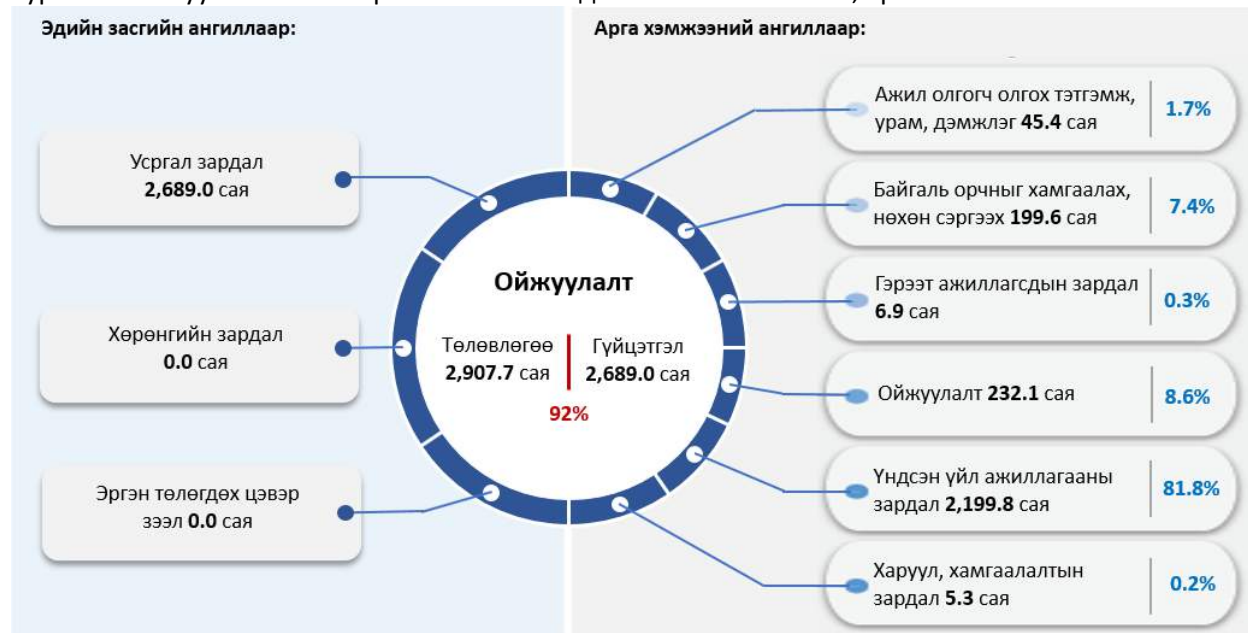 Эдийн засгийн ангиллаар:
Усргал зардал
2,689.0 сая
Хөрөнгийн зардал
0.0 сая
Эргэн төлөгдөх цэвэр
зээл 0.0 сая
Ойжуулалт
Төлөвлөгөө
2,907.7 сая
Гүйцэтгэл
2,689.0 сая
92%
Арга хэмжээний ангиллаар:
Ажил олгогч олгох тэтгэмж,
урам, дэмжлэг 45.4 сая
1.7%
Байгаль орчныг хамгаалах,
нөхөн сэргээх 199.6 сая
7.4%
Гэрээт ажиллагсдын зардал
6.9 сая
0.3%
Ойжуулалт 232.1 сая
8.6%
Үндсэн үйл ажиллагааны
зардал 2,199.8 сая
81.8%
Харуул, хамгаалалтын
зардал 5.3 сая
0.2%